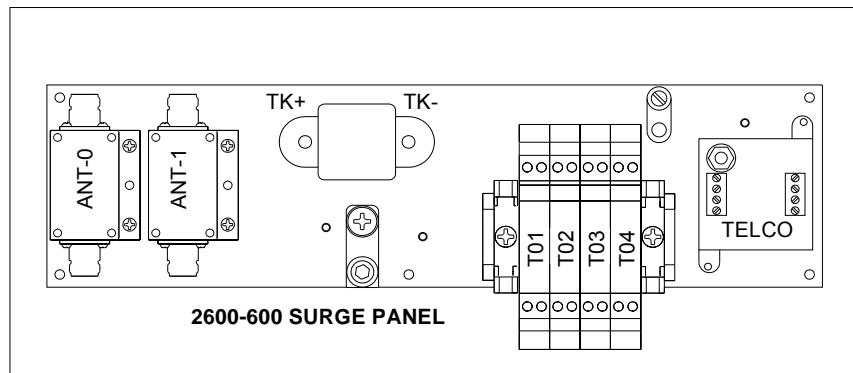 TK+
TK-
ANT-0
ANT-1
T01
T02
T03
T04
TELCO
2600-600 SURGE PANEL